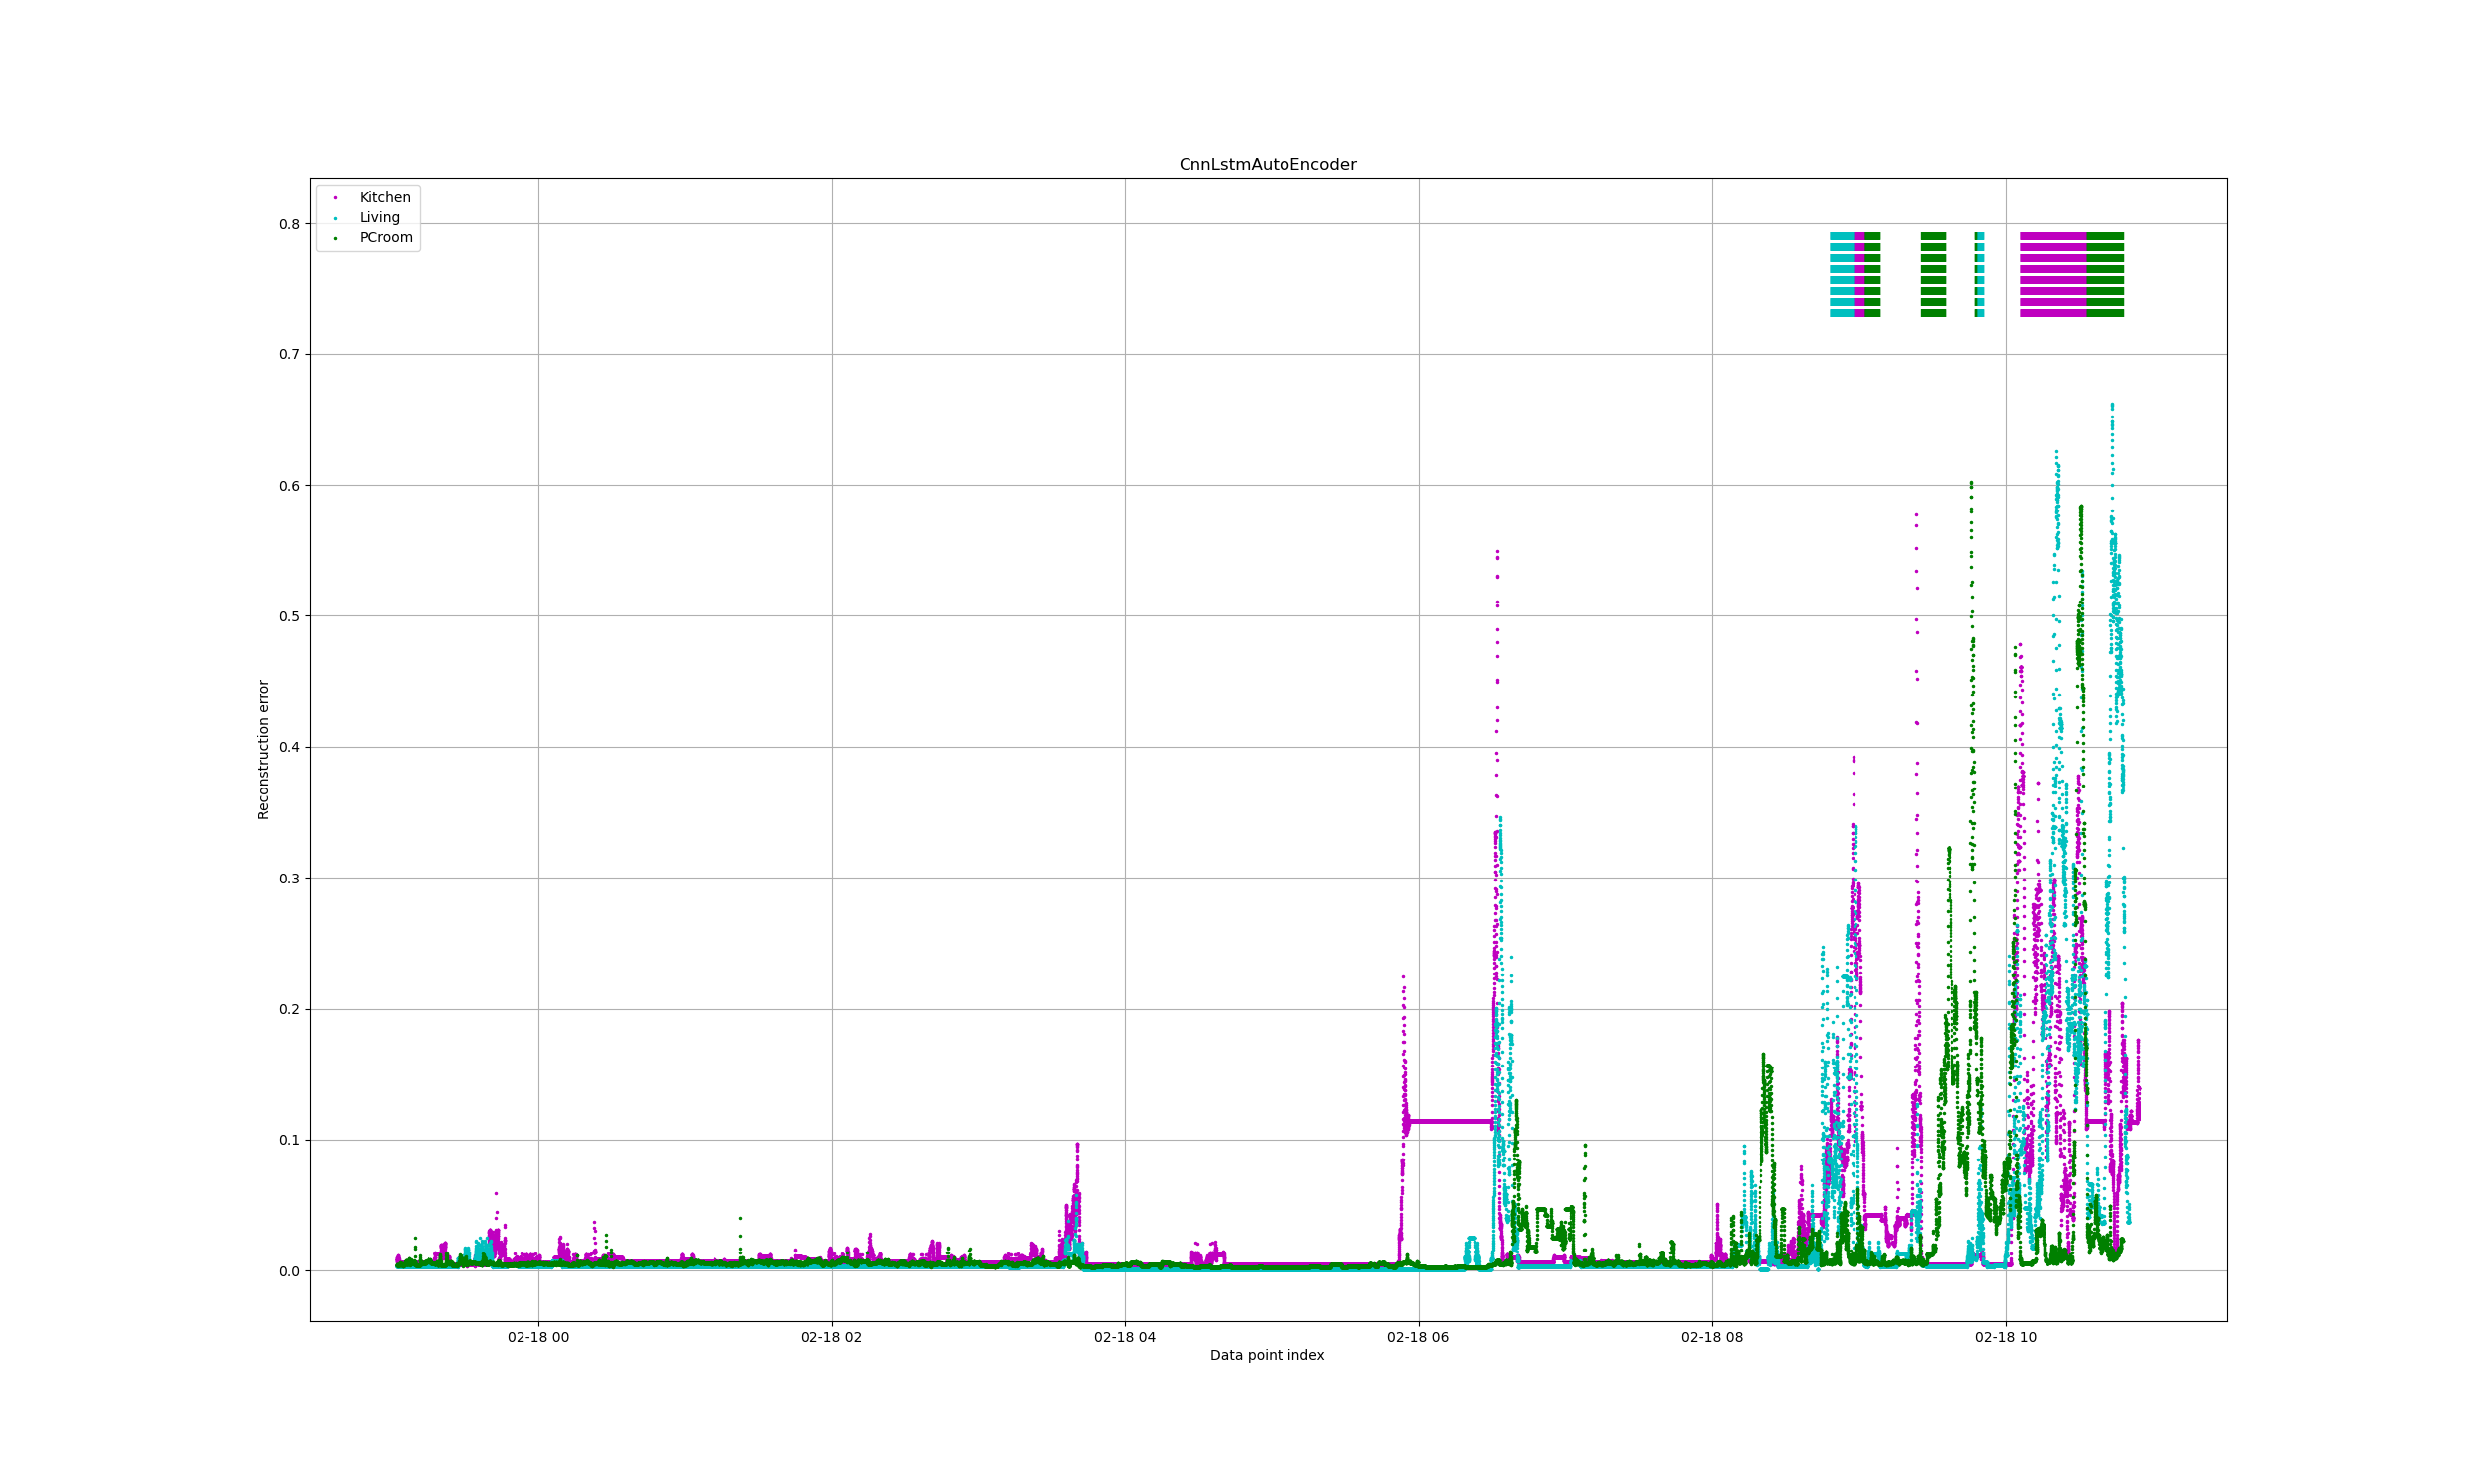 CnnLstmAutoEncoder
Kitchen
Living
PCroom
0.8
0.7
0.6
0.5
0.4
0.3
0.2
0.1
0.0
Reconstruction error
02-18 00
02-18 02
02-18 04
02-18 06
02-18 08
02-18 10
Data point index